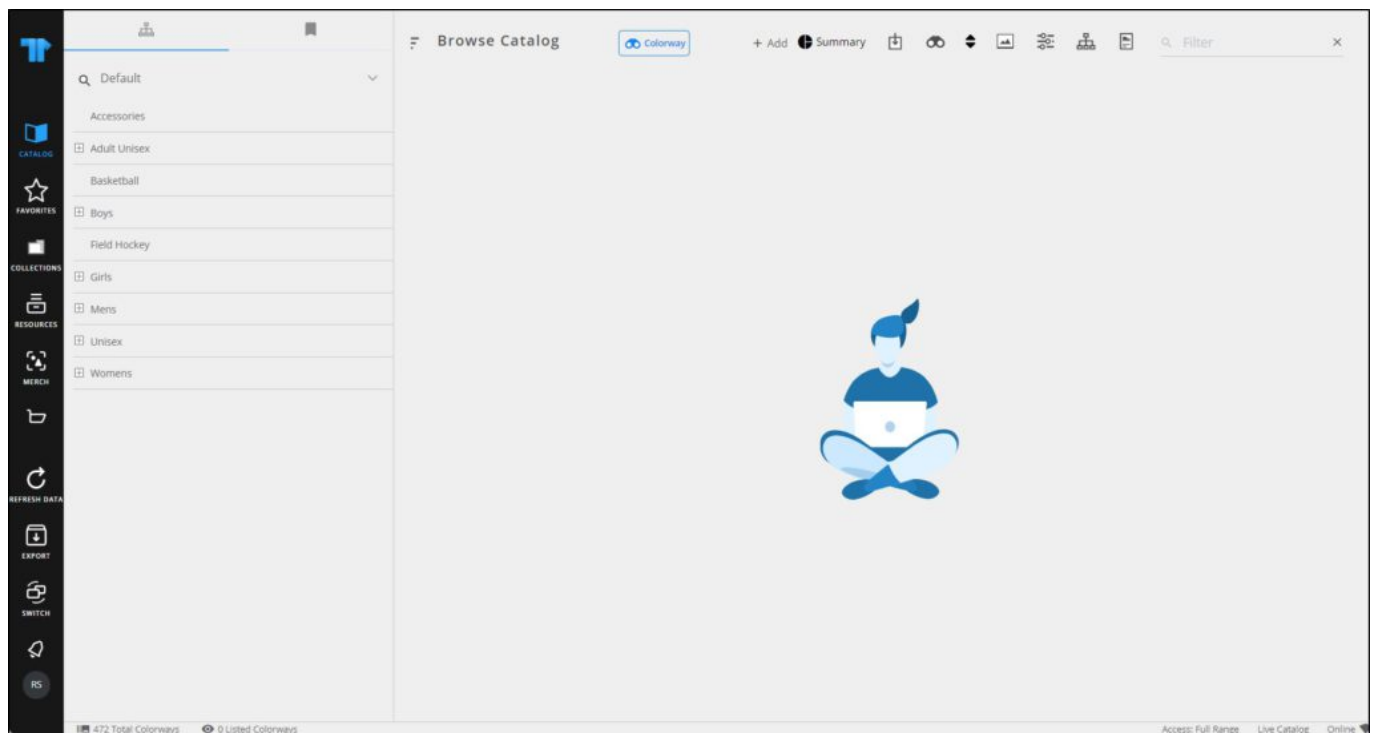 Browse Catalog Colorway + Add Summary Filter
Default
Accessories
Adult Unisex
Basketball
Boys
Field Hockey
Girls
Mens
Unisex
Womens
CATALOG
FAVORITES
COLLECTIONS
RESOURCES
MERCH
REFRESH DATA
EXPORT
SWITCH
RS
472 Total Colorways 0 Listed Colorways Access: Full Range Live Catalog Online